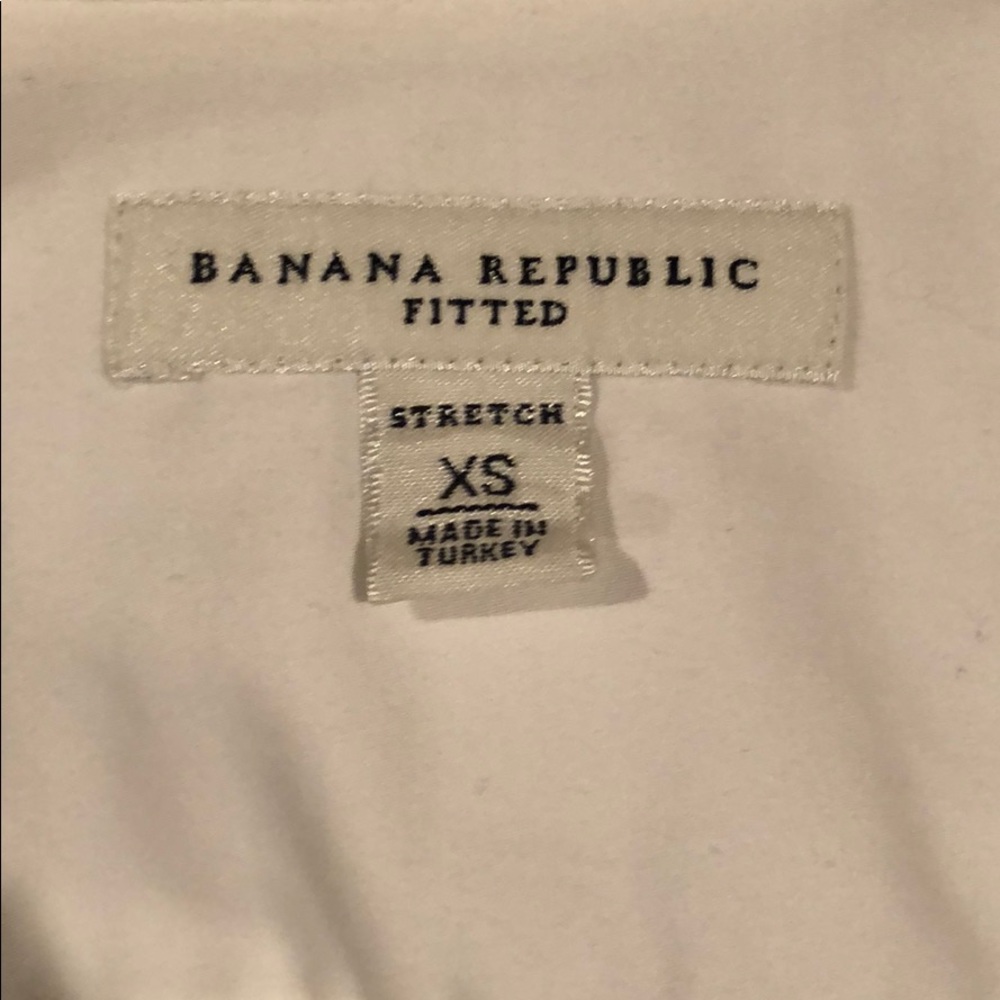 BANANA REPUBLIC
FITTED
STRETCH
XS
MADE IN
TURKEY